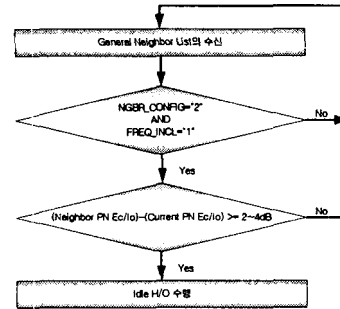 General Neighbor List의 수신
NGBR_CONFIG="2"
AND
FREQ_INCL="1"
No
Yes
(Neighbor PN Ec/Io)-(Current PN Ec/Io) >= 2~4dB
No
Yes
Idle H/O 수행